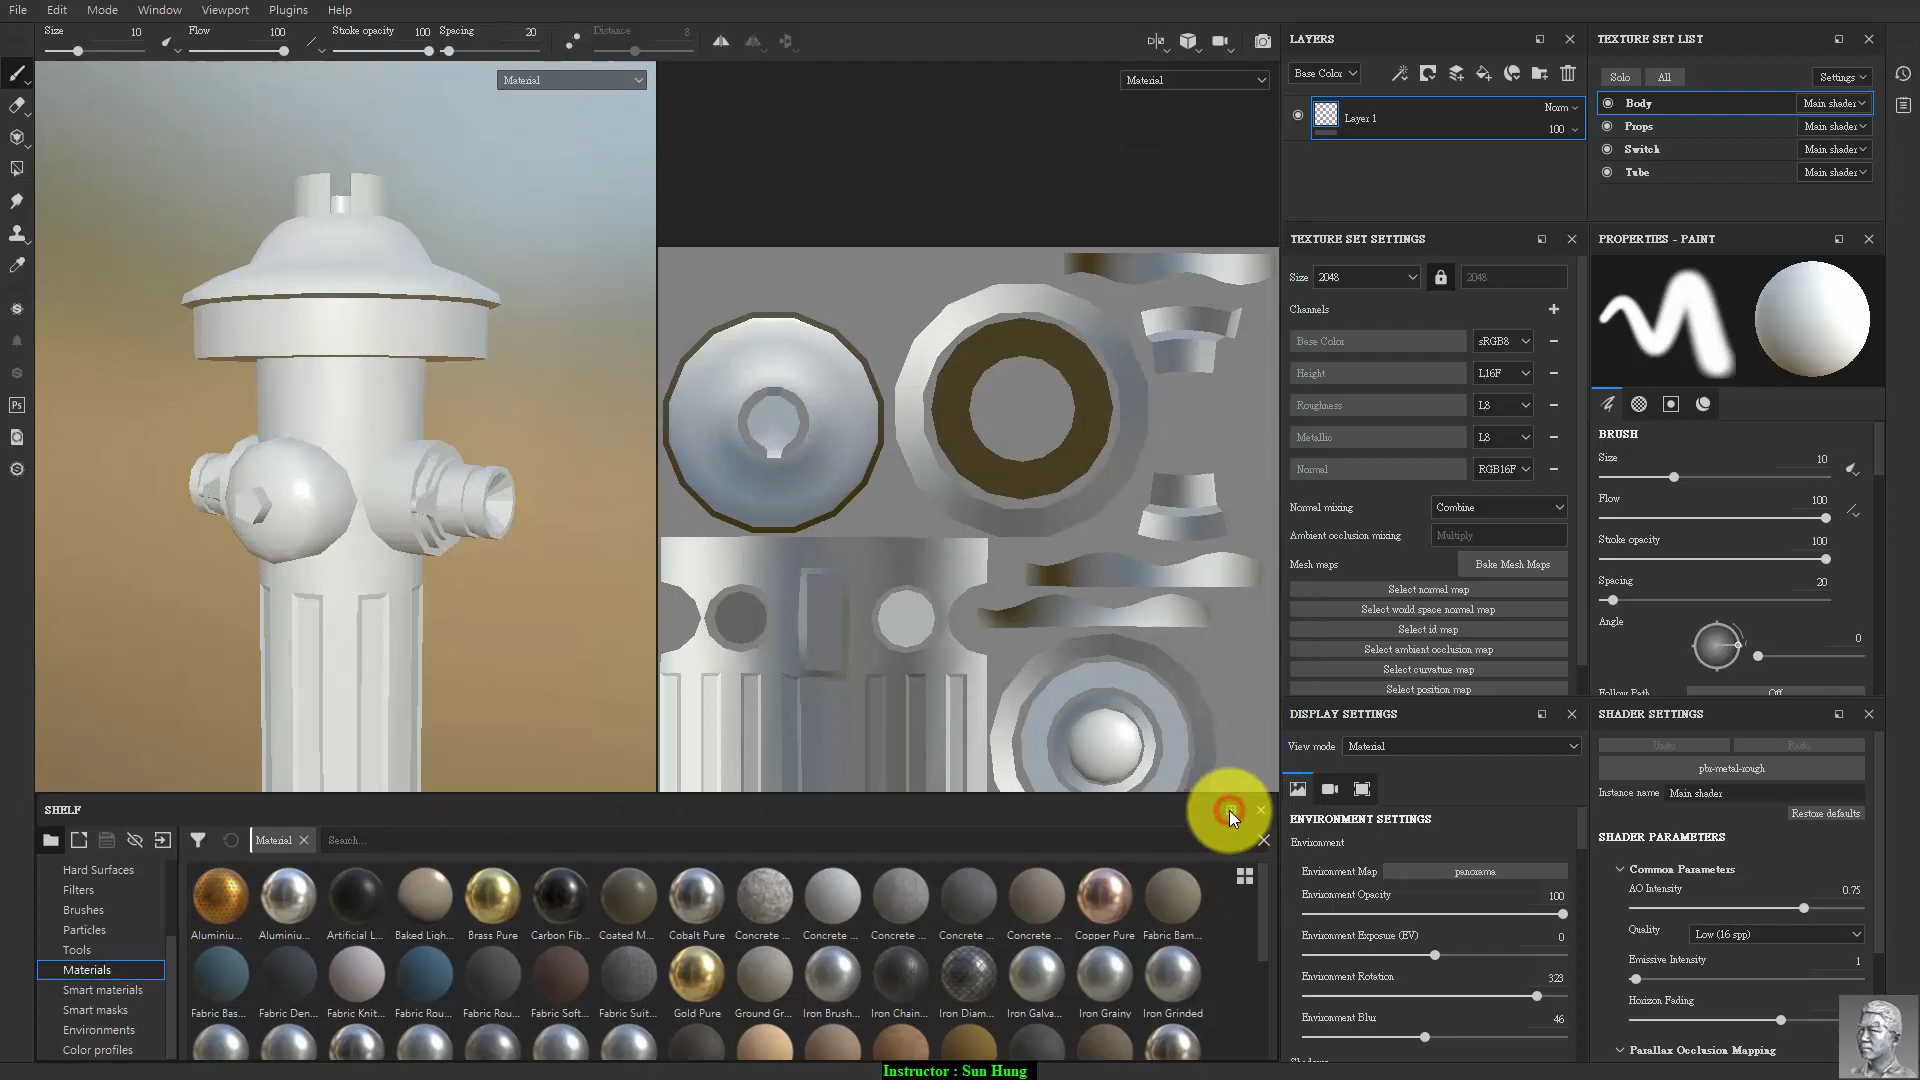 File Edit Mode Window Viewport Plugins Help
Size 10 Flow 100 Stroke opacity 100 Spacing 20 Distance 8
Material
Material
LAYERS
Base Color
Layer 1
Norm
100
TEXTURE SET LIST
Solo All Settings
Body Main shader
Props Main shader
Switch Main shader
Tube Main shader
TEXTURE SET SETTINGS
Size 2048 2048
Channels
Base Color sRGB8
Height L16F
Roughness L8
Metallic L8
Normal RGB16F
Normal mixing Combine
Ambient occlusion mixing Multiply
Mesh maps Bake Mesh Maps
Select normal map
Select world space normal map
Select id map
Select ambient occlusion map
Select curvature map
Select position map
PROPERTIES - PAINT
BRUSH
Size 10
Flow 100
Stroke opacity 100
Spacing 20
Angle 0
Follow Path Off
DISPLAY SETTINGS
View mode Material
ENVIRONMENT SETTINGS
Environment
Environment Map panorama
Environment Opacity 100
Environment Exposure (EV) 0
Environment Rotation 323
Environment Blur 46
SHADER SETTINGS
Undo Redo
pbr-metal-rough
Instance name Main shader
Restore defaults
SHADER PARAMETERS
Common Parameters
AO Intensity 0.75
Quality Low (16 spp)
Emissive Intensity 1
Horizon Fading
Parallax Occlusion Mapping
SHELF
Material Search...
Hard Surfaces
Filters
Brushes
Particles
Tools
Materials
Smart materials
Smart masks
Environments
Color profiles
Aluminiu... Aluminiu... Artificial L... Baked Ligh... Brass Pure Carbon Fib... Coated M... Cobalt Pure Concrete ... Concrete ... Concrete ... Concrete ... Concrete ... Copper Pure Fabric Bam...
Fabric Bas... Fabric Den... Fabric Knit... Fabric Rou... Fabric Rou... Fabric Soft... Fabric Suit... Gold Pure Ground Gr... Iron Brush... Iron Chain... Iron Diam... Iron Galva... Iron Grainy Iron Grinded
Ps
Instructor : Sun Hung